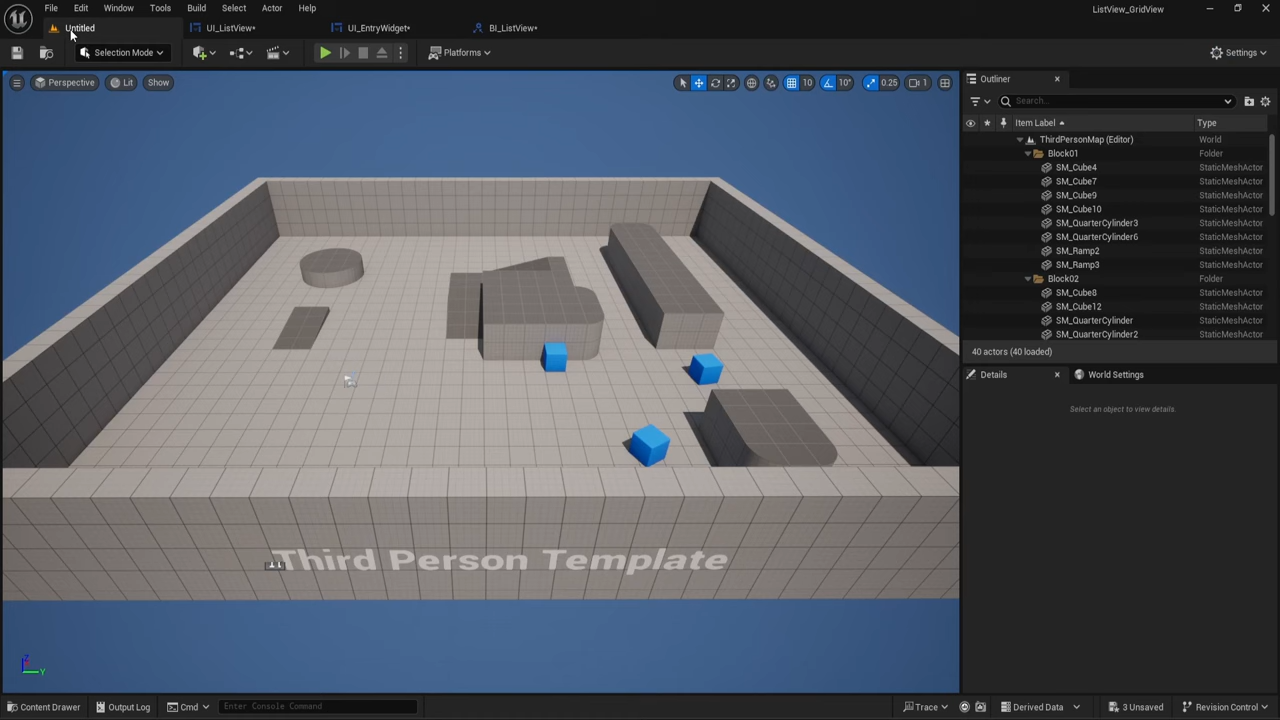 File Edit Window Tools Build Select Actor Help
ListView_GridView
Untitled UI_ListView* UI_EntryWidget* BI_ListView*
Selection Mode Platforms Settings
Perspective Lit Show 10 10° 0.25 1
Outliner
Search...
Item Label Type
ThirdPersonMap (Editor) World
Block01 Folder
SM_Cube4 StaticMeshActor
SM_Cube7 StaticMeshActor
SM_Cube9 StaticMeshActor
SM_Cube10 StaticMeshActor
SM_QuarterCylinder3 StaticMeshActor
SM_QuarterCylinder6 StaticMeshActor
SM_Ramp2 StaticMeshActor
SM_Ramp3 StaticMeshActor
Block02 Folder
SM_Cube8 StaticMeshActor
SM_Cube12 StaticMeshActor
SM_QuarterCylinder StaticMeshActor
SM_QuarterCylinder2 StaticMeshActor
40 actors (40 loaded)
Details World Settings
Select an object to view details.
Third Person Template
Z
Y
Content Drawer Output Log Cmd Enter Console Command Trace Derived Data 3 Unsaved Revision Control